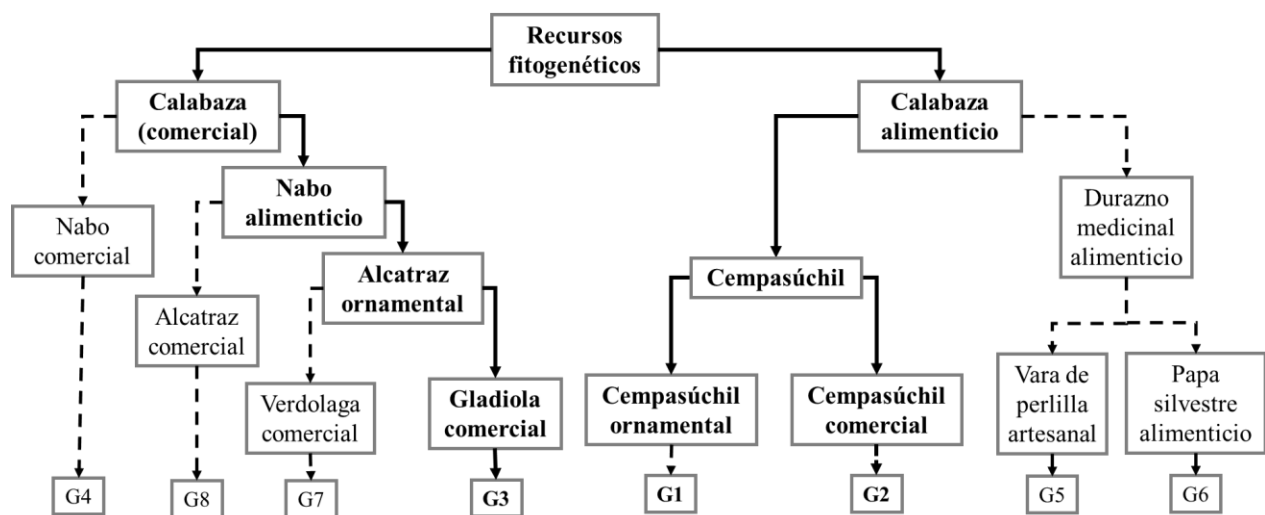 Recursos
fitogenéticos
Calabaza
(comercial)
Calabaza
alimenticio
Nabo
alimenticio
Nabo
comercial
Durazno
medicinal
alimenticio
Alcatraz
ornamental
Cempasúchil
Alcatraz
comercial
Verdolaga
comercial
Gladiola
comercial
Cempasúchil
ornamental
Cempasúchil
comercial
Vara de
perlilla
artesanal
Papa
silvestre
alimenticio
G4
G8
G7
G3
G1
G2
G5
G6